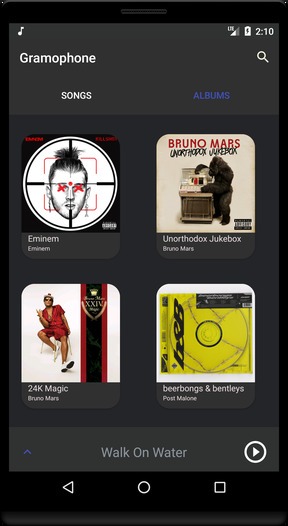 LTE 2:10
Gramophone
SONGS ALBUMS
EMINEM KILLSHOT
Eminem
Eminem
BRUNO MARS
UNORTHODOX JUKEBOX
Unorthodox Jukebox
Bruno Mars
XXIV
24K Magic
Bruno Mars
beerbongs & bentleys
Post Malone
Walk On Water